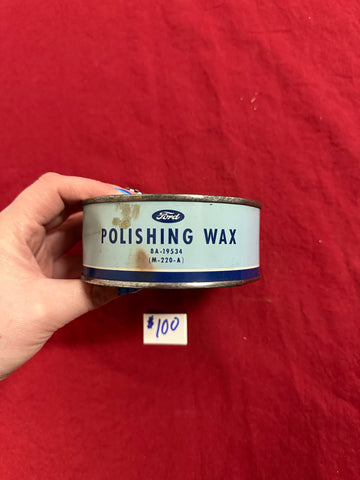 Ford
POLISHING WAX
8A-19534
(M-220-A)
$100